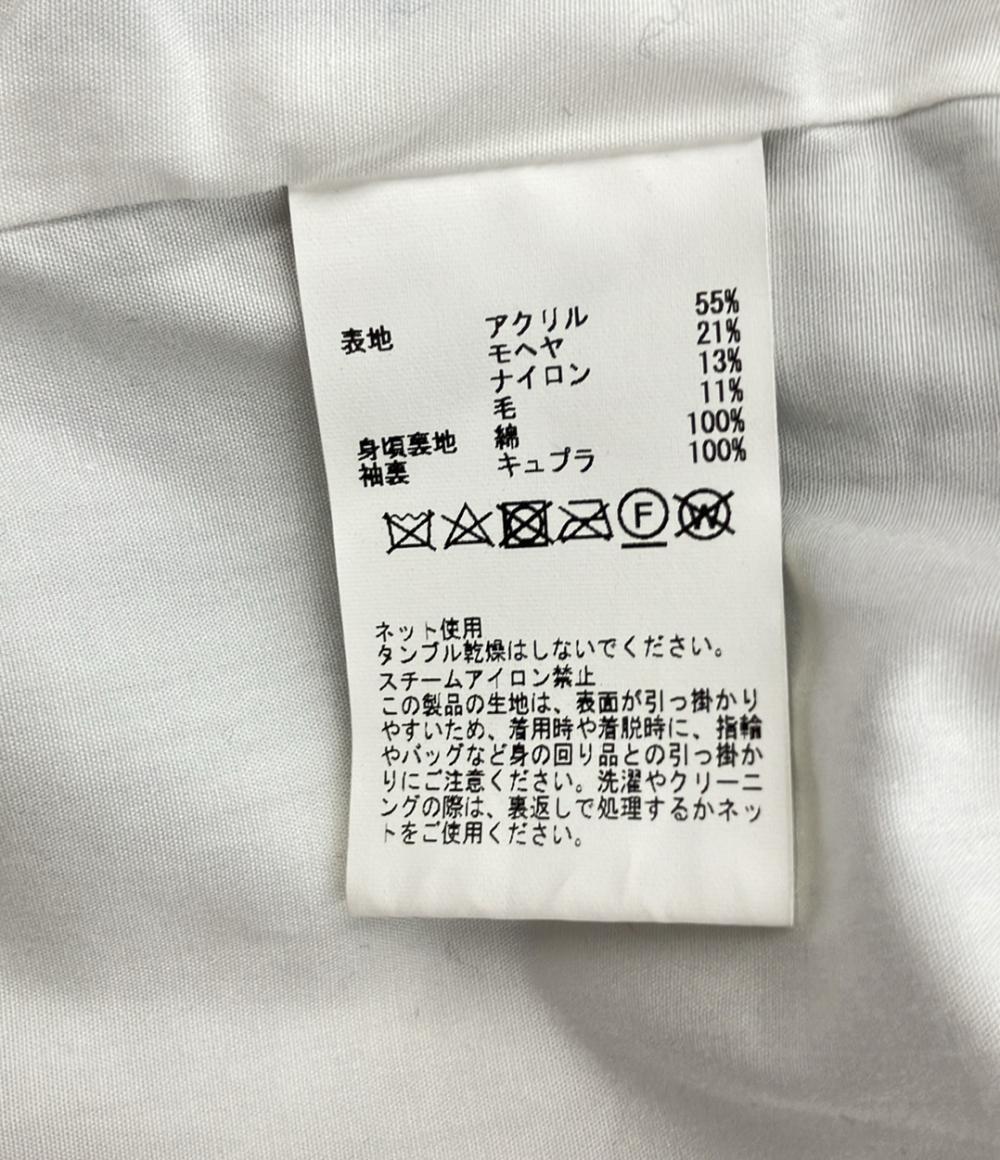 表地 アクリル 55%
モヘヤ 21%
ナイロン 13%
毛 11%
身頃裏地 綿 100%
袖裏 キュプラ 100%
F W
ネット使用
タンブル乾燥はしないでください。
スチームアイロン禁止
この製品の生地は、表面が引っ掛かり
やすいため、着用時や着脱時に、指輪
やバッグなど身の回り品との引っ掛か
りにご注意ください。洗濯やクリーニ
ングの際は、裏返しで処理するかネッ
トをご使用ください。